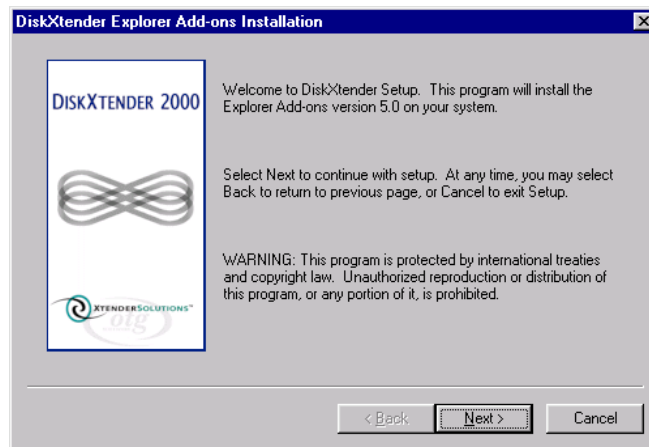 DiskXtender Explorer Add-ons Installation
DISKXTENDER 2000
Welcome to DiskXtender Setup. This program will install the
Explorer Add-ons version 5.0 on your system.
Select Next to continue with setup. At any time, you may select
Back to return to previous page, or Cancel to exit Setup.
WARNING: This program is protected by international treaties
and copyright law. Unauthorized reproduction or distribution of
this program, or any portion of it, is prohibited.
XTENDERSOLUTIONS™
otg
< Back
Next >
Cancel